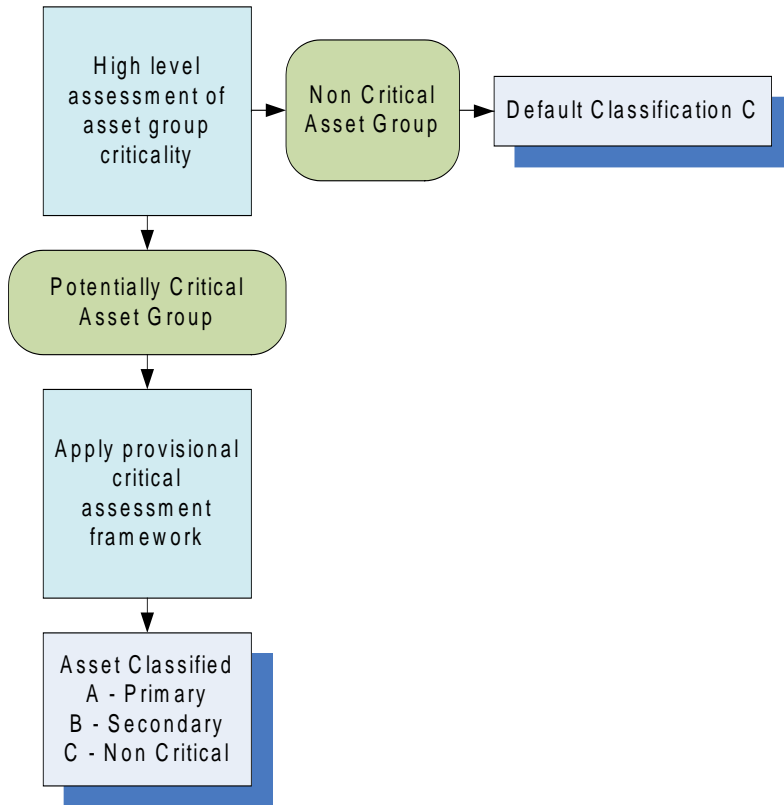 High level
assessment of
asset group
criticality
Non Critical
Asset Group
Default Classification C
Potentially Critical
Asset Group
Apply provisional
critical
assessment
framework
Asset Classified
A - Primary
B - Secondary
C - Non Critical